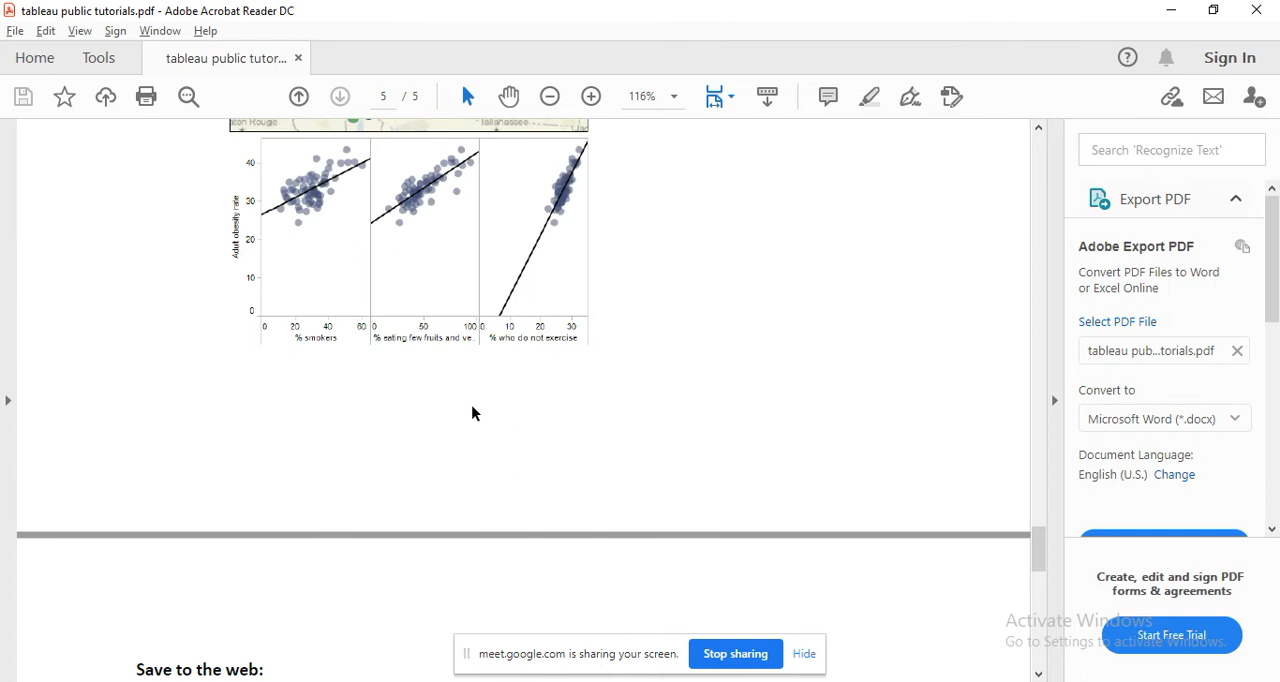 tableau public tutorials.pdf - Adobe Acrobat Reader DC
File Edit View Sign Window Help
Home Tools tableau public tutor... ×
Sign In
5 / 5 116%
ton Rouge Tallahassee
Adult obesity rate
40
30
20
10
0
0 20 40 60 0 50 100 0 10 20 30
% smokers % eating few fruits and ve.. % who do not exercise
Save to the web:
meet.google.com is sharing your screen. Stop sharing Hide
Search 'Recognize Text'
Export PDF
Adobe Export PDF
Convert PDF Files to Word
or Excel Online
Select PDF File
tableau pub...torials.pdf
Convert to
Microsoft Word (*.docx)
Document Language:
English (U.S.) Change
Create, edit and sign PDF
forms & agreements
Start Free Trial
Activate Windows
Go to Settings to activate Windows.